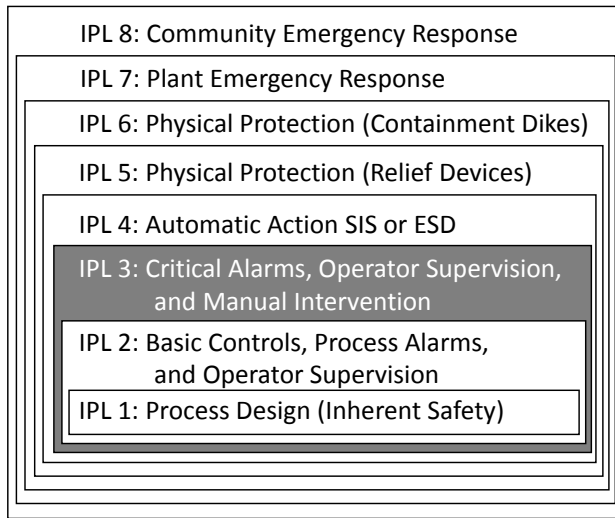 IPL 8: Community Emergency Response
IPL 7: Plant Emergency Response
IPL 6: Physical Protection (Containment Dikes)
IPL 5: Physical Protection (Relief Devices)
IPL 4: Automatic Action SIS or ESD
IPL 3: Critical Alarms, Operator Supervision,
and Manual Intervention
IPL 2: Basic Controls, Process Alarms,
and Operator Supervision
IPL 1: Process Design (Inherent Safety)